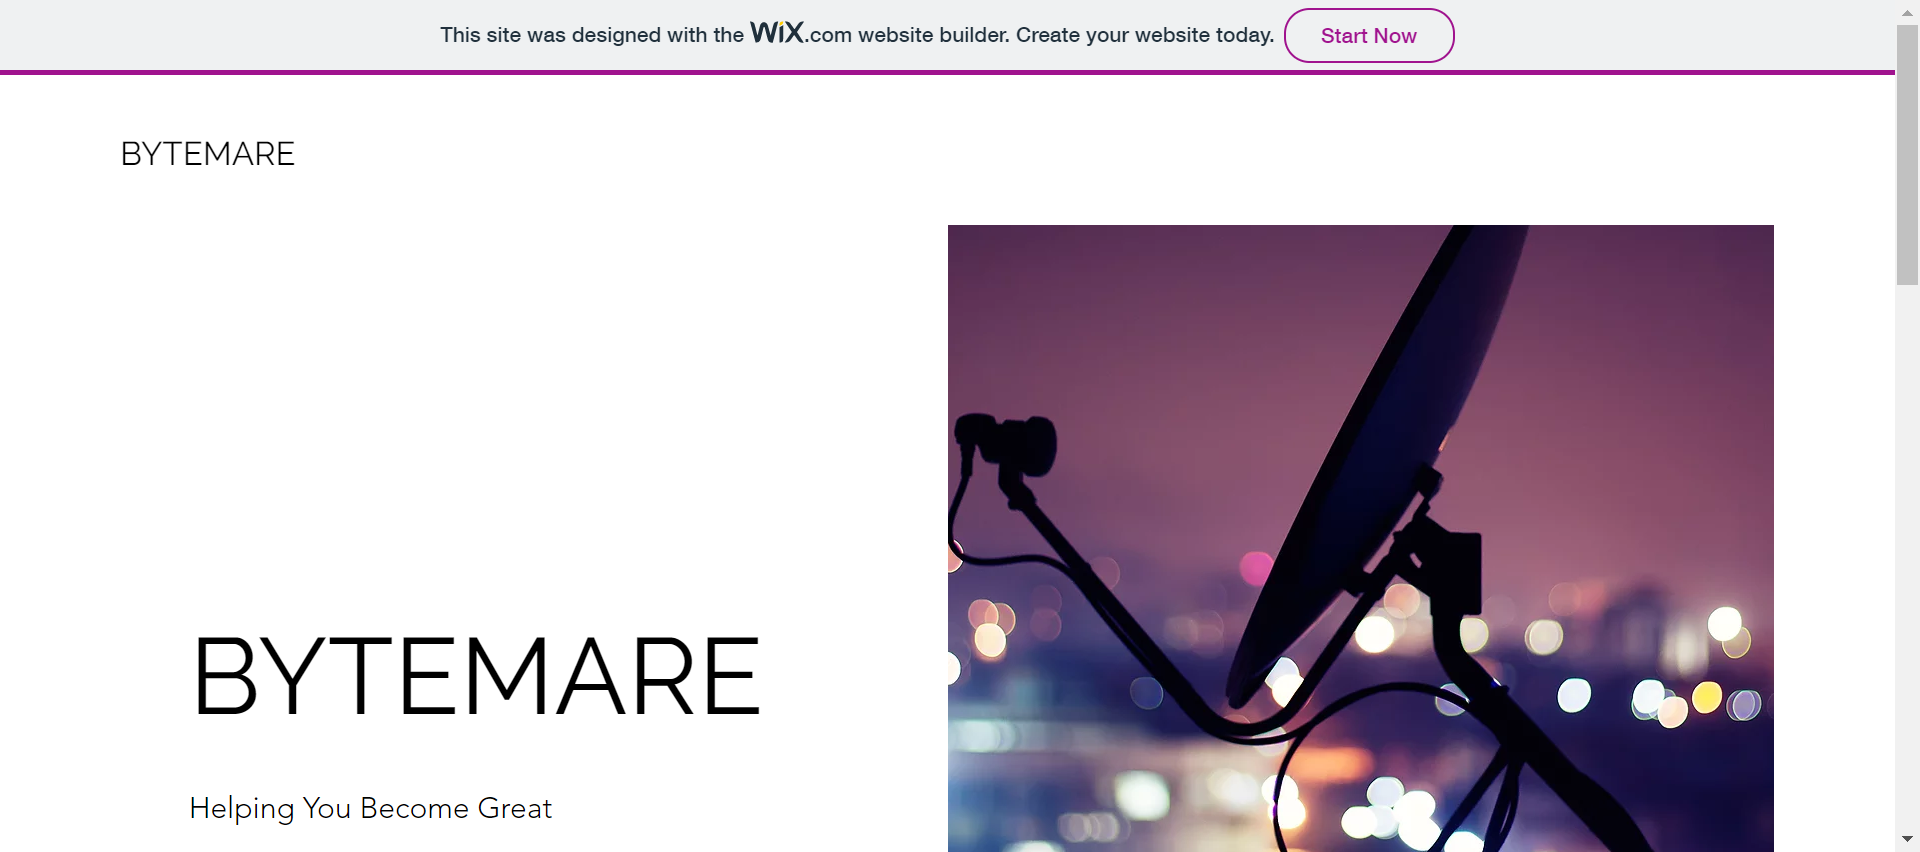 This site was designed with the WiX.com website builder. Create your website today. Start Now
BYTEMARE
BYTEMARE
Helping You Become Great